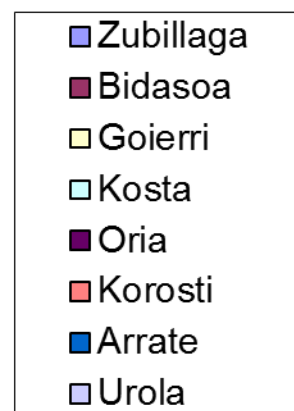 Zubillaga
Bidasoa
Goierri
Kosta
Oria
Korosti
Arrate
Urola